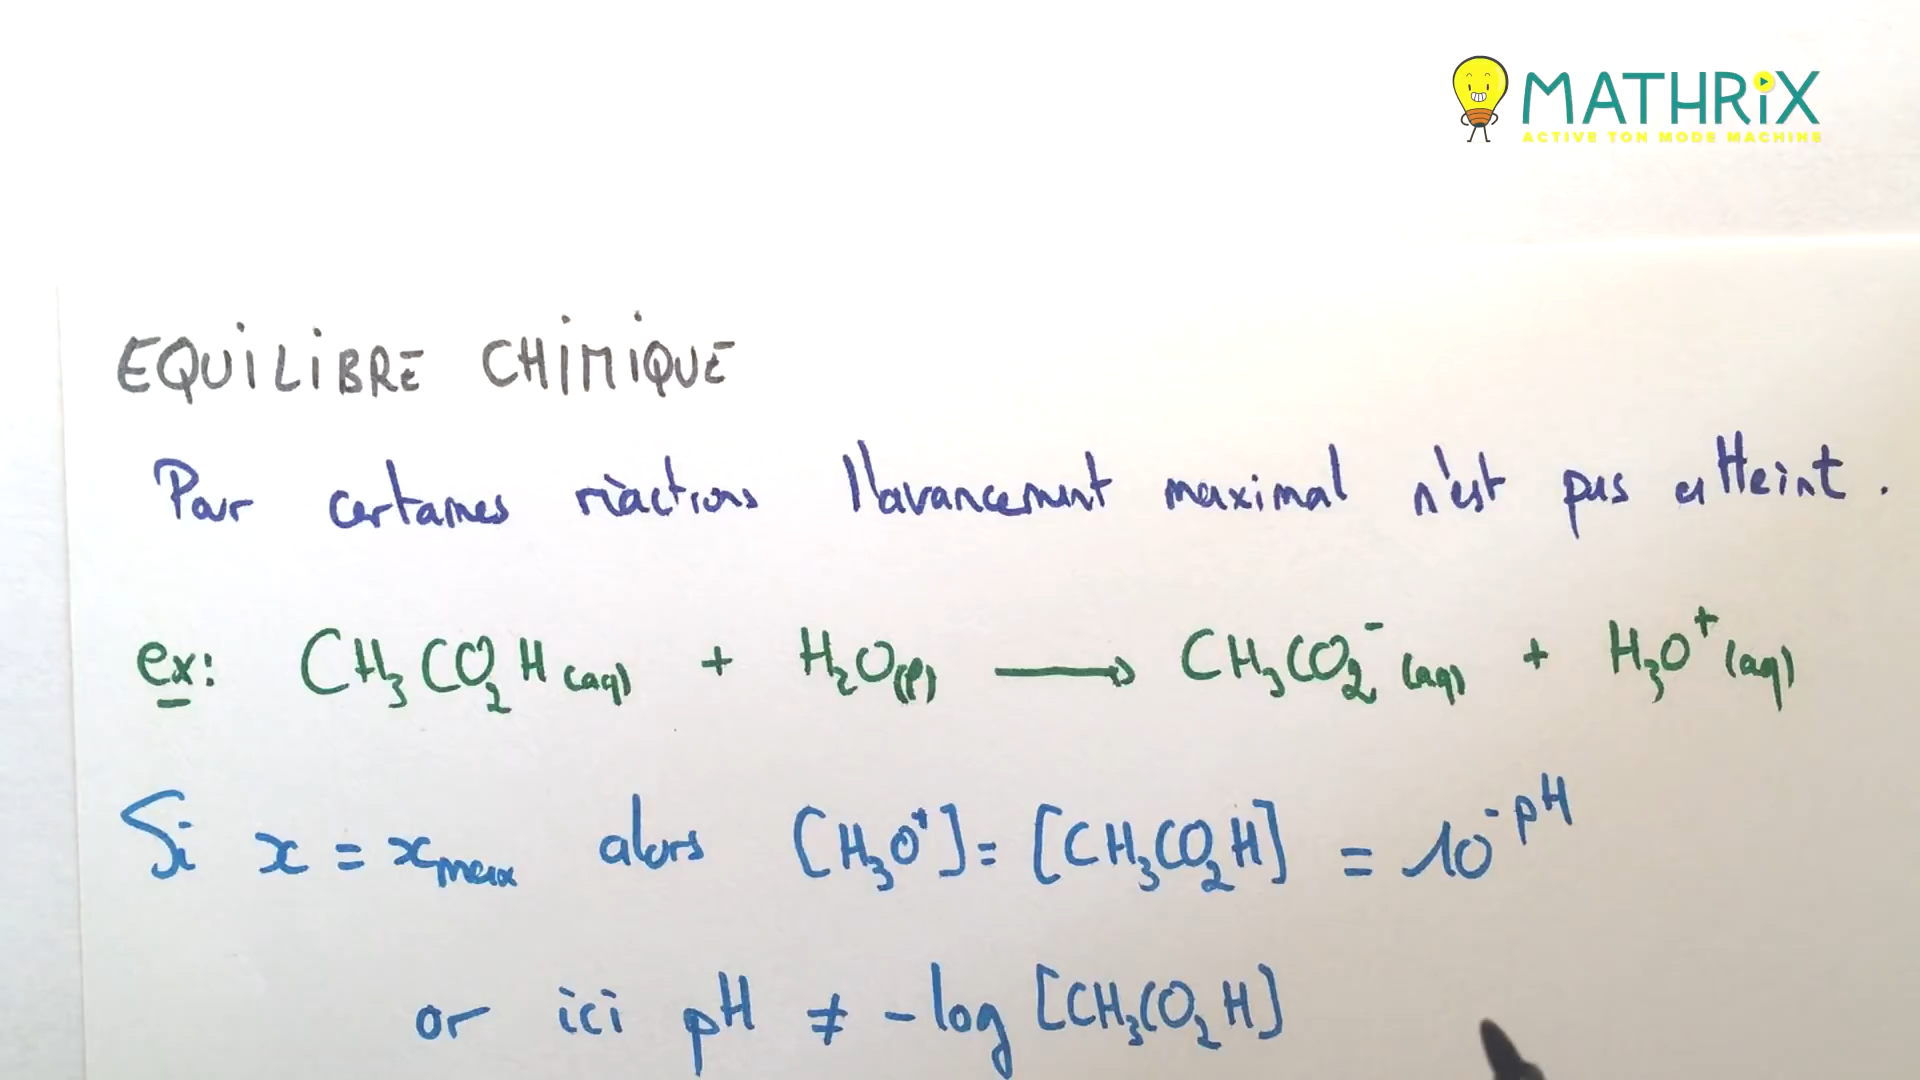 MATHRiX
ACTIVE TON MODE MACHINE
EQUiLiBRE CHiMiQUE
Pour certaines réactions l'avancement maximal n'est pas atteint.
ex: CH₃CO₂H (aq) + H₂O(l) ⟶ CH₃CO₂⁻ (aq) + H₃O⁺ (aq)
Si x = xmax alors [H₃O⁺] = [CH₃CO₂H] = 10^-pH
or ici pH ≠ -log [CH₃CO₂H]